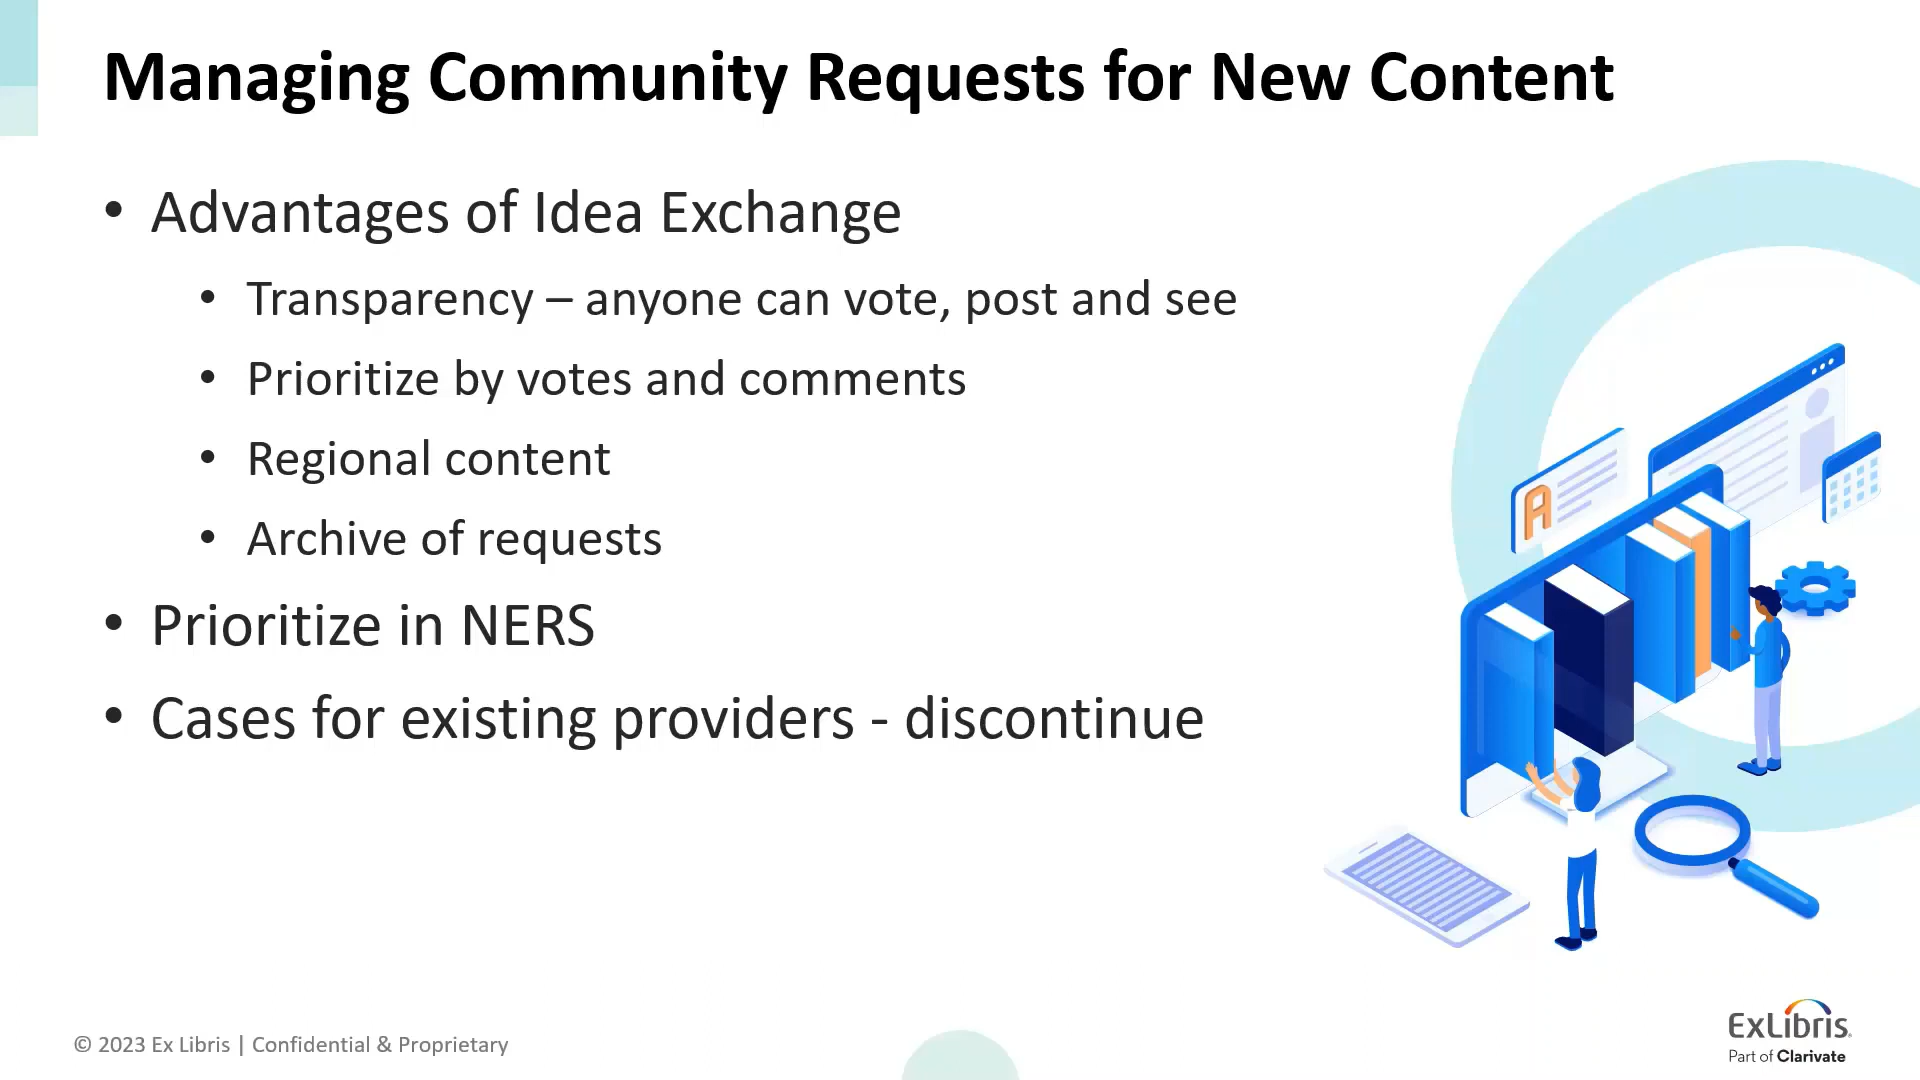 Managing Community Requests for New Content
• Advantages of Idea Exchange
• Transparency – anyone can vote, post and see
• Prioritize by votes and comments
• Regional content
• Archive of requests
• Prioritize in NERS
• Cases for existing providers - discontinue
A
© 2023 Ex Libris | Confidential & Proprietary
ExLibris
Part of Clarivate